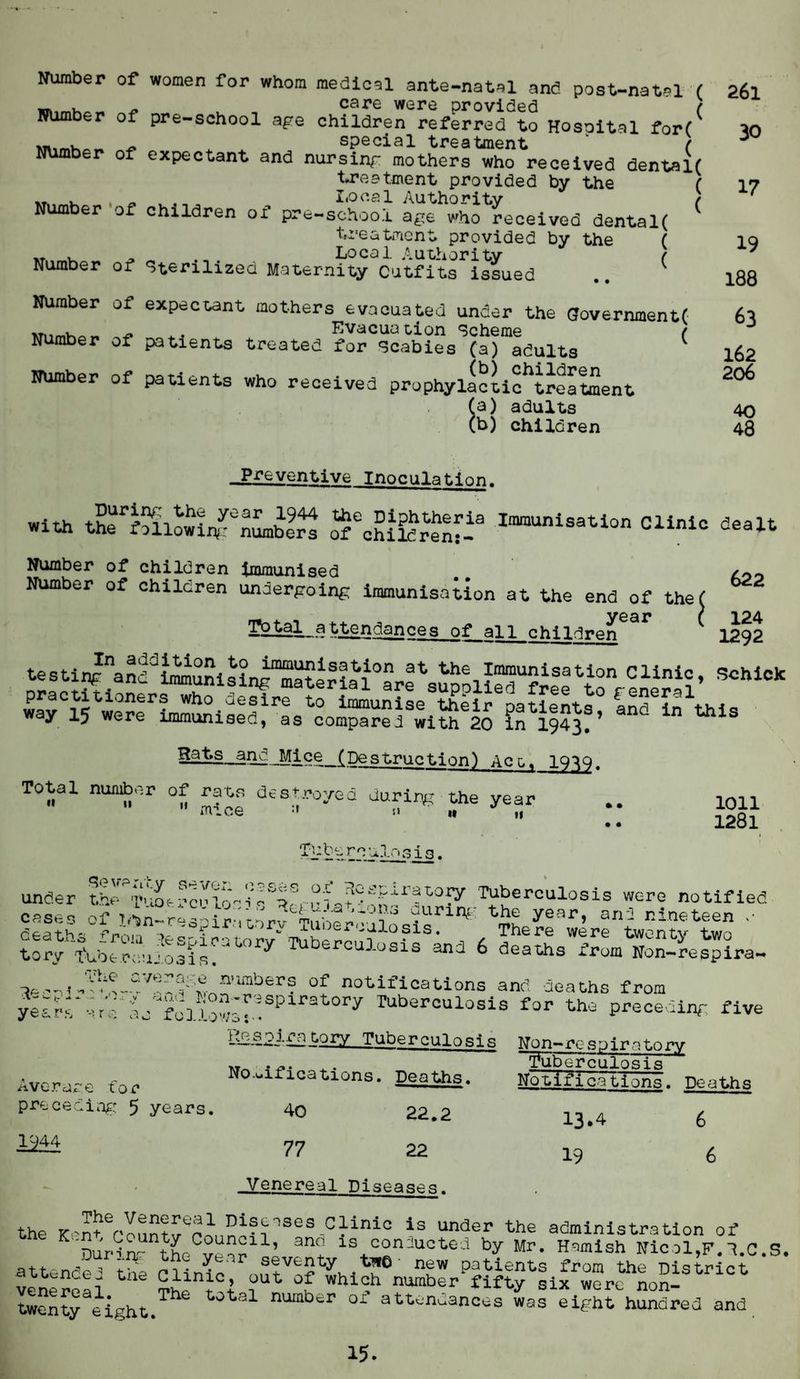 Number of women for whom medical ante-natal and post-natal ( 261
care were provided (
Number of pre-school age children referred to Hospital for( 30
special treatment (
Number of expectant and nursing mothers who received dental(
treatment provided by the ( 17
Local Authority (
Number of children of pre-school age who received dental(
treatment provided by the ( 19
Local Authority (
Number of Sterilized Maternity Outfits issued .. 188
Number of expectant mothers evacuated under the Government( 63
Evacuation Scheme (
Number of patients treated for Scabies (a) adults 162
(b) children 206
Number of patients who received prophylactic treatment
(a) adults 40
(b) children 48
Preventive Inoculation.
During the year 1944 the Diphtheria Immunisation Clinic dealt
with the following numbers of children:-
Number of children immunised .. 622
Number of children undergoing immunisation at the end of the(
year ( 124
Total attendances of all children 1292
In addition to immunisation at the Immunisation Clinic, Schick
testing and immunising material are supplied free to general
practitioners who desire to immunise their patients, and in this
way 15 were immunised, as compared with 20 in 1943.
Rats and Mice (Destruction) Act, 1939.
Total number of rats destroyed during the year .. 1011
" " " mice " " " " .. 1281
Tuberculosis.
Seventy seven cases of Respiratory Tuberculosis were notified
under the Tuberculosis Regulations during the year, and nineteen
cases of Non-respiratory Tuberculosis. There were twenty two
deaths from Respiratory Tuberculosis and 6 deaths from Non-respira-
tory Tuberculosis.
The average numbers of notifications and deaths from
Respiratory and Non-respiratory Tuberculosis for the preceding five
years are as follows:-
Respiratory Tuberculosis Non-respiratory
Tuberculosis
Notifications. Deaths. Notifications. Deaths
Average for
preceding 5 years. 40 22.2 13.4 6
1944 77 22 19 6
Venereal Diseases.
The Venereal Diseases Clinic is under the administration of
the Kent County Council, and is conducted by Mr. Hamish Nicol,F.R.C.S.
During the year seventy two new patients from the District
attended the Clinic, out of which number fifty six were non-
venereal. The total number of attendances was eight hundred and
twenty eight.
15.